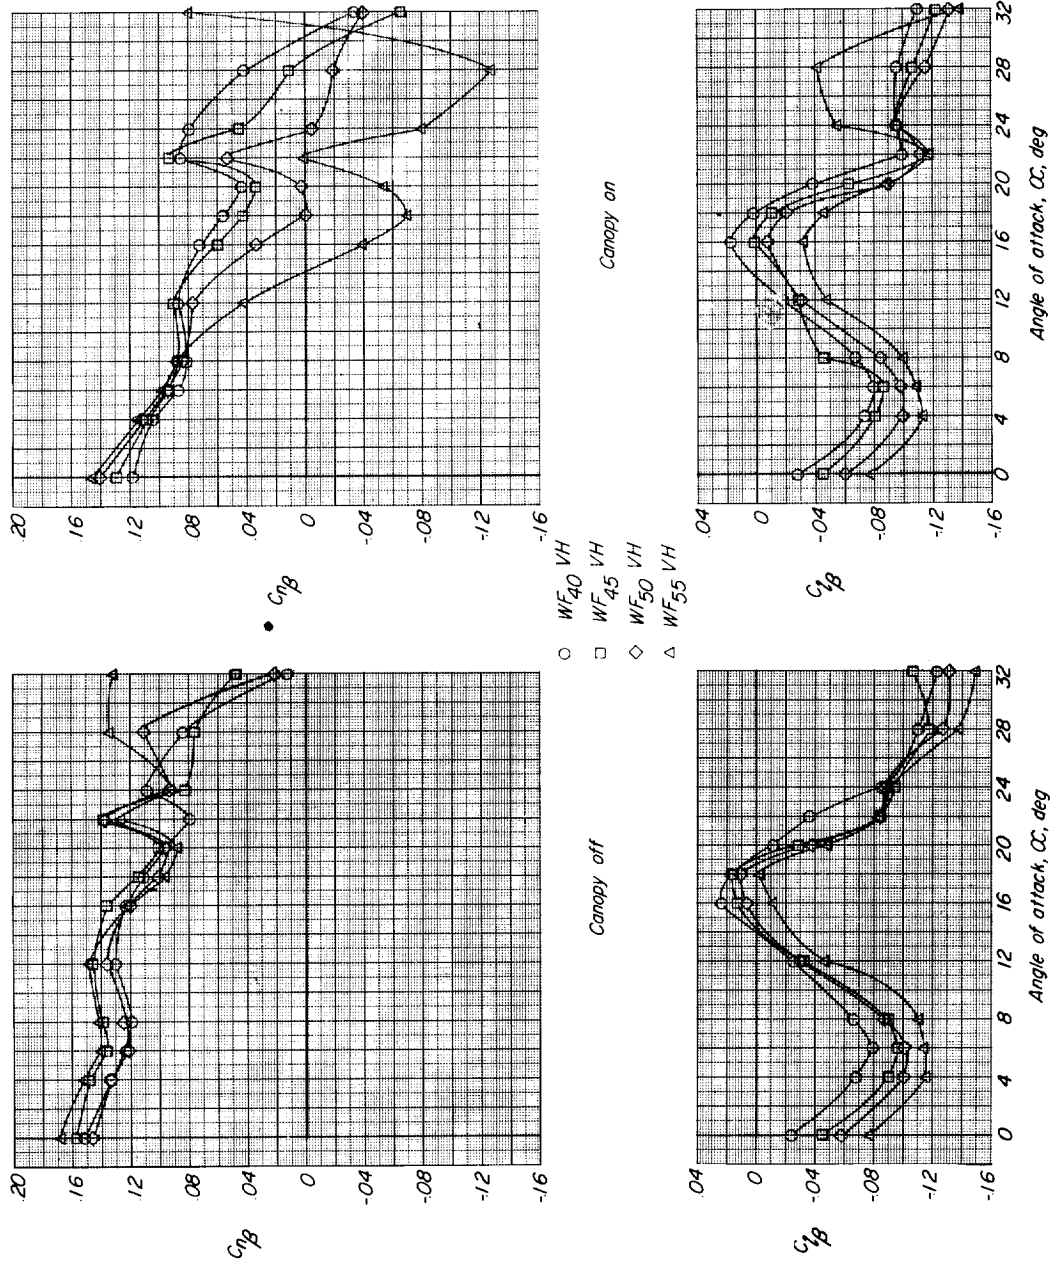 .20
.16
.12
.08
.04
0
-.04
-.08
-.12
-.16
CnΒ
Canopy off
.20
.16
.12
.08
.04
0
-.04
-.08
-.12
-.16
Cnβ
Canopy on
○ WF40 VH
□ WF45 VH
◇ WF50 VH
△ WF55 VH
.04
0
-.04
-.08
-.12
-.16
Clβ
0 4 8 12 16 20 24 28 32
Angle of attack, α, deg
.04
0
-.04
-.08
-.12
-.16
Clβ
0 4 8 12 16 20 24 28 32
Angle of attack, α, deg